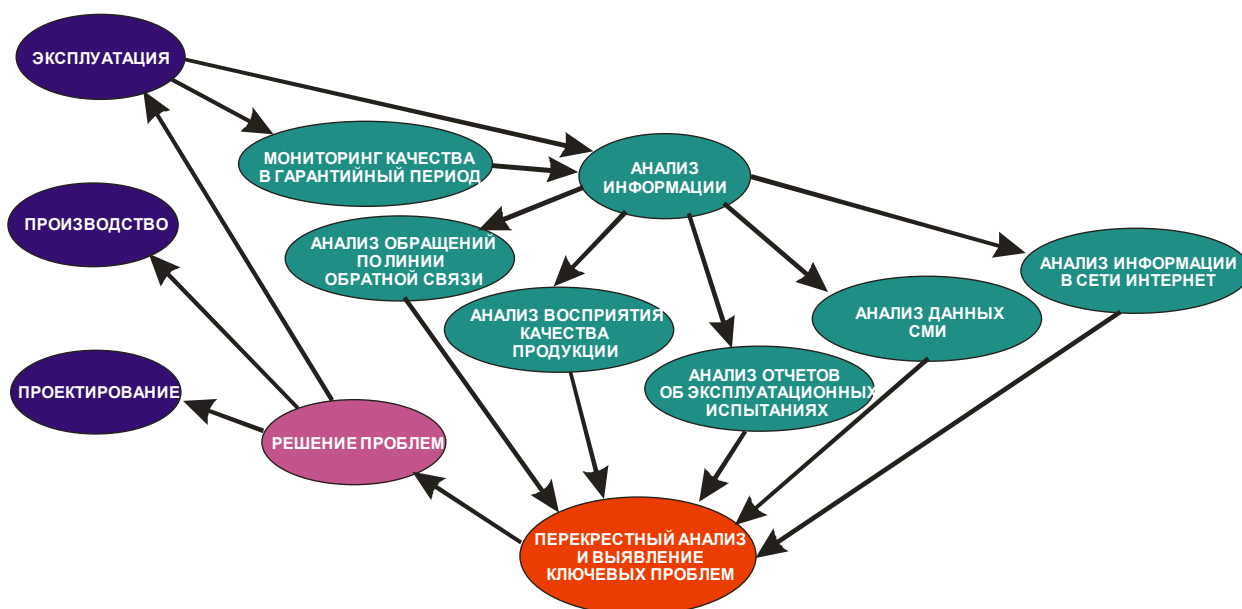 ЭКСПЛУАТАЦИЯ
МОНИТОРИНГ КАЧЕСТВА
В ГАРАНТИЙНЫЙ ПЕРИОД
АНАЛИЗ
ИНФОРМАЦИИ
ПРОИЗВОДСТВО
АНАЛИЗ ОБРАЩЕНИЙ
ПО ЛИНИИ
ОБРАТНОЙ СВЯЗИ
АНАЛИЗ ИНФОРМАЦИИ
В СЕТИ ИНТЕРНЕТ
АНАЛИЗ ВОСПРИЯТИЯ
КАЧЕСТВА
ПРОДУКЦИИ
АНАЛИЗ ДАННЫХ
СМИ
ПРОЕКТИРОВАНИЕ
АНАЛИЗ ОТЧЕТОВ
ОБ ЭКСПЛУАТАЦИОННЫХ
ИСПЫТАНИЯХ
РЕШЕНИЕ ПРОБЛЕМ
ПЕРЕКРЕСТНЫЙ АНАЛИЗ
И ВЫЯВЛЕНИЕ
КЛЮЧЕВЫХ ПРОБЛЕМ